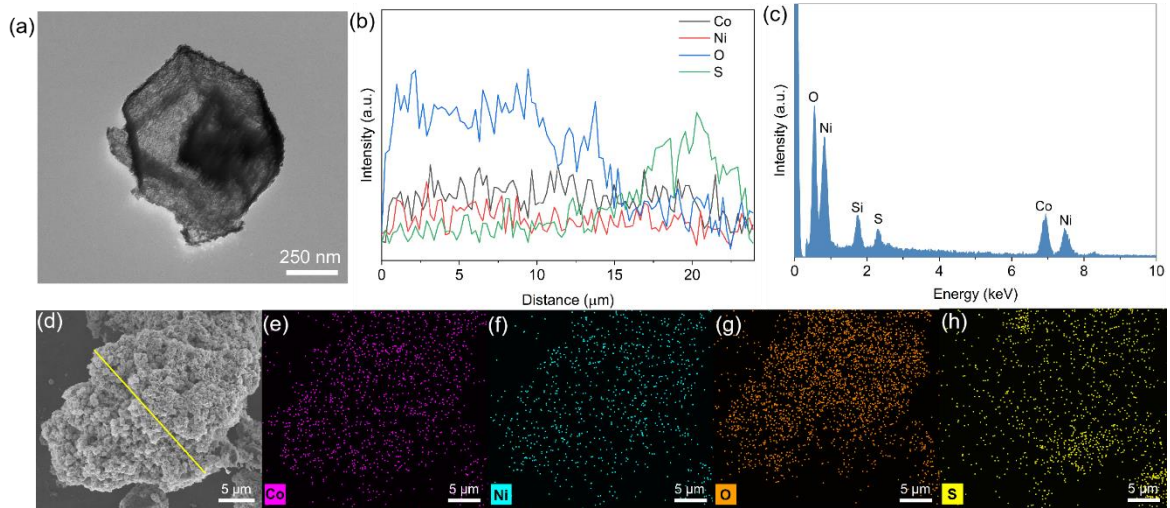 (a)
250 nm
(b)
Co
Ni
O
S
Intensity (a.u.)
0 5 10 15 20
Distance (μm)
(c)
O
Ni
Si
S
Co
Ni
Intensity (a.u.)
0 2 4 6 8 10
Energy (keV)
(d)
5 μm
(e)
Co
5 μm
(f)
Ni
5 μm
(g)
O
5 μm
(h)
S
5 μm